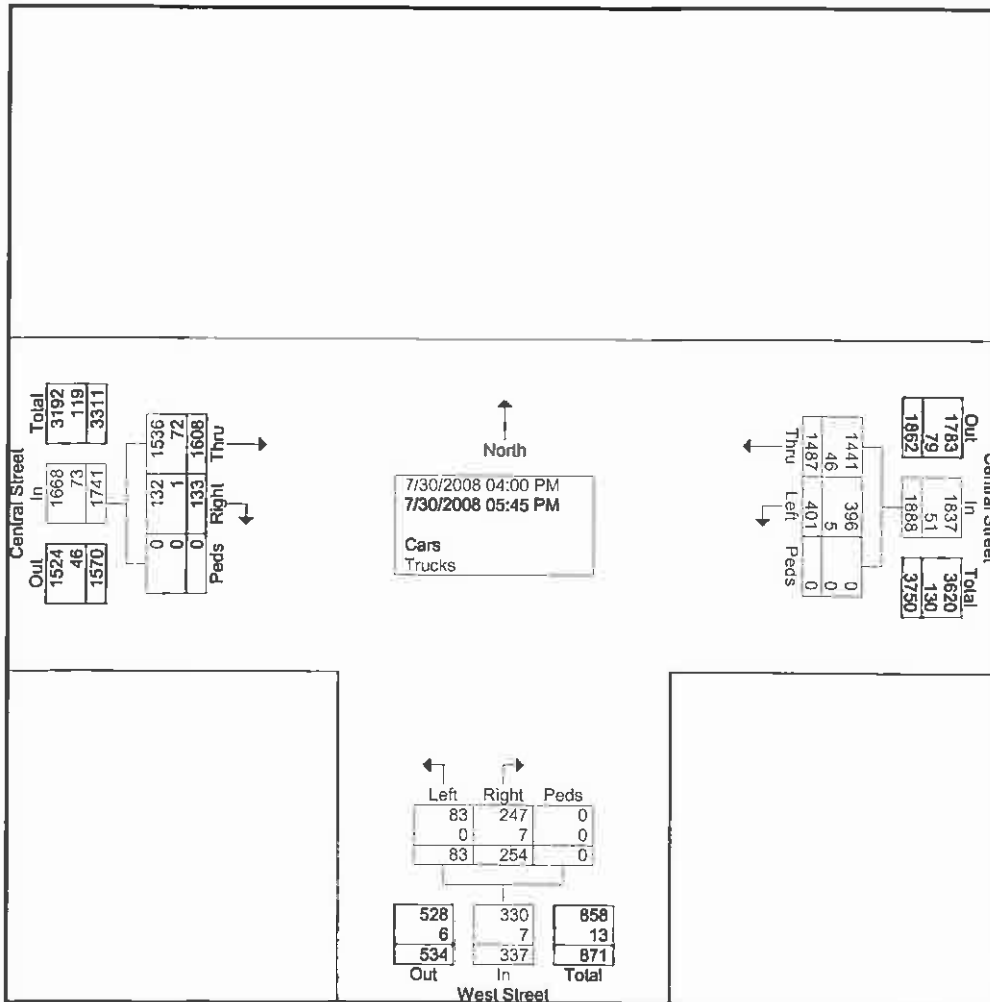 North
7/30/2008 04:00 PM
7/30/2008 05:45 PM
Cars
Trucks
Central Street
Total In Out
3192 1668 1524
119 73 46
3311 1741 1570
1536 132 0
72 1 0
1608 133 0
Thru Right Peds
Central Street
Out In Total
1783 1837 3620
79 51 130
1862 1888 3750
1441 396 0
46 5 0
1487 401 0
Thru Left Peds
Left Right Peds
83 247 0
0 7 0
83 254 0
528 330 858
6 7 13
534 337 871
Out In Total
West Street